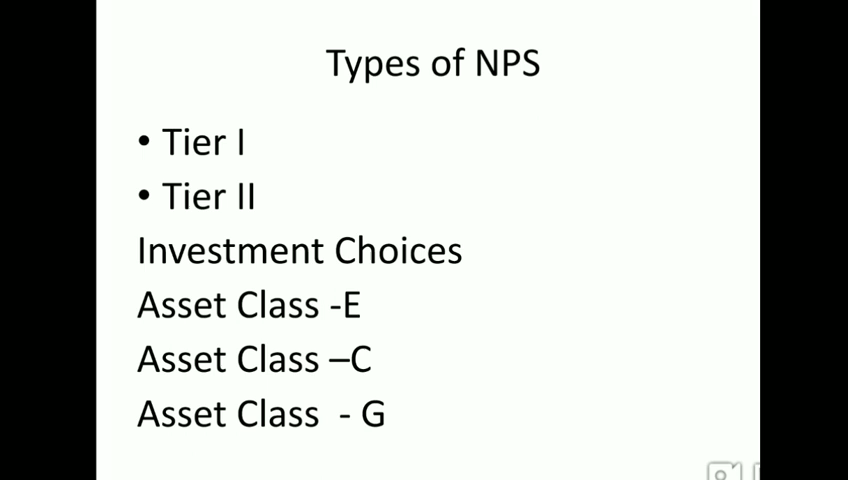 Types of NPS
• Tier I
• Tier II
Investment Choices
Asset Class -E
Asset Class –C
Asset Class  - G